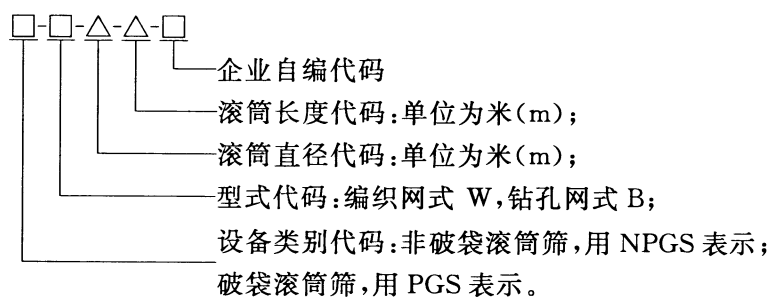 □-□-△-△-□
企业自编代码
滚筒长度代码:单位为米(m);
滚筒直径代码:单位为米(m);
型式代码:编织网式 W,钻孔网式 B;
设备类别代码:非破袋滚筒筛,用 NPGS 表示;
破袋滚筒筛,用 PGS 表示。